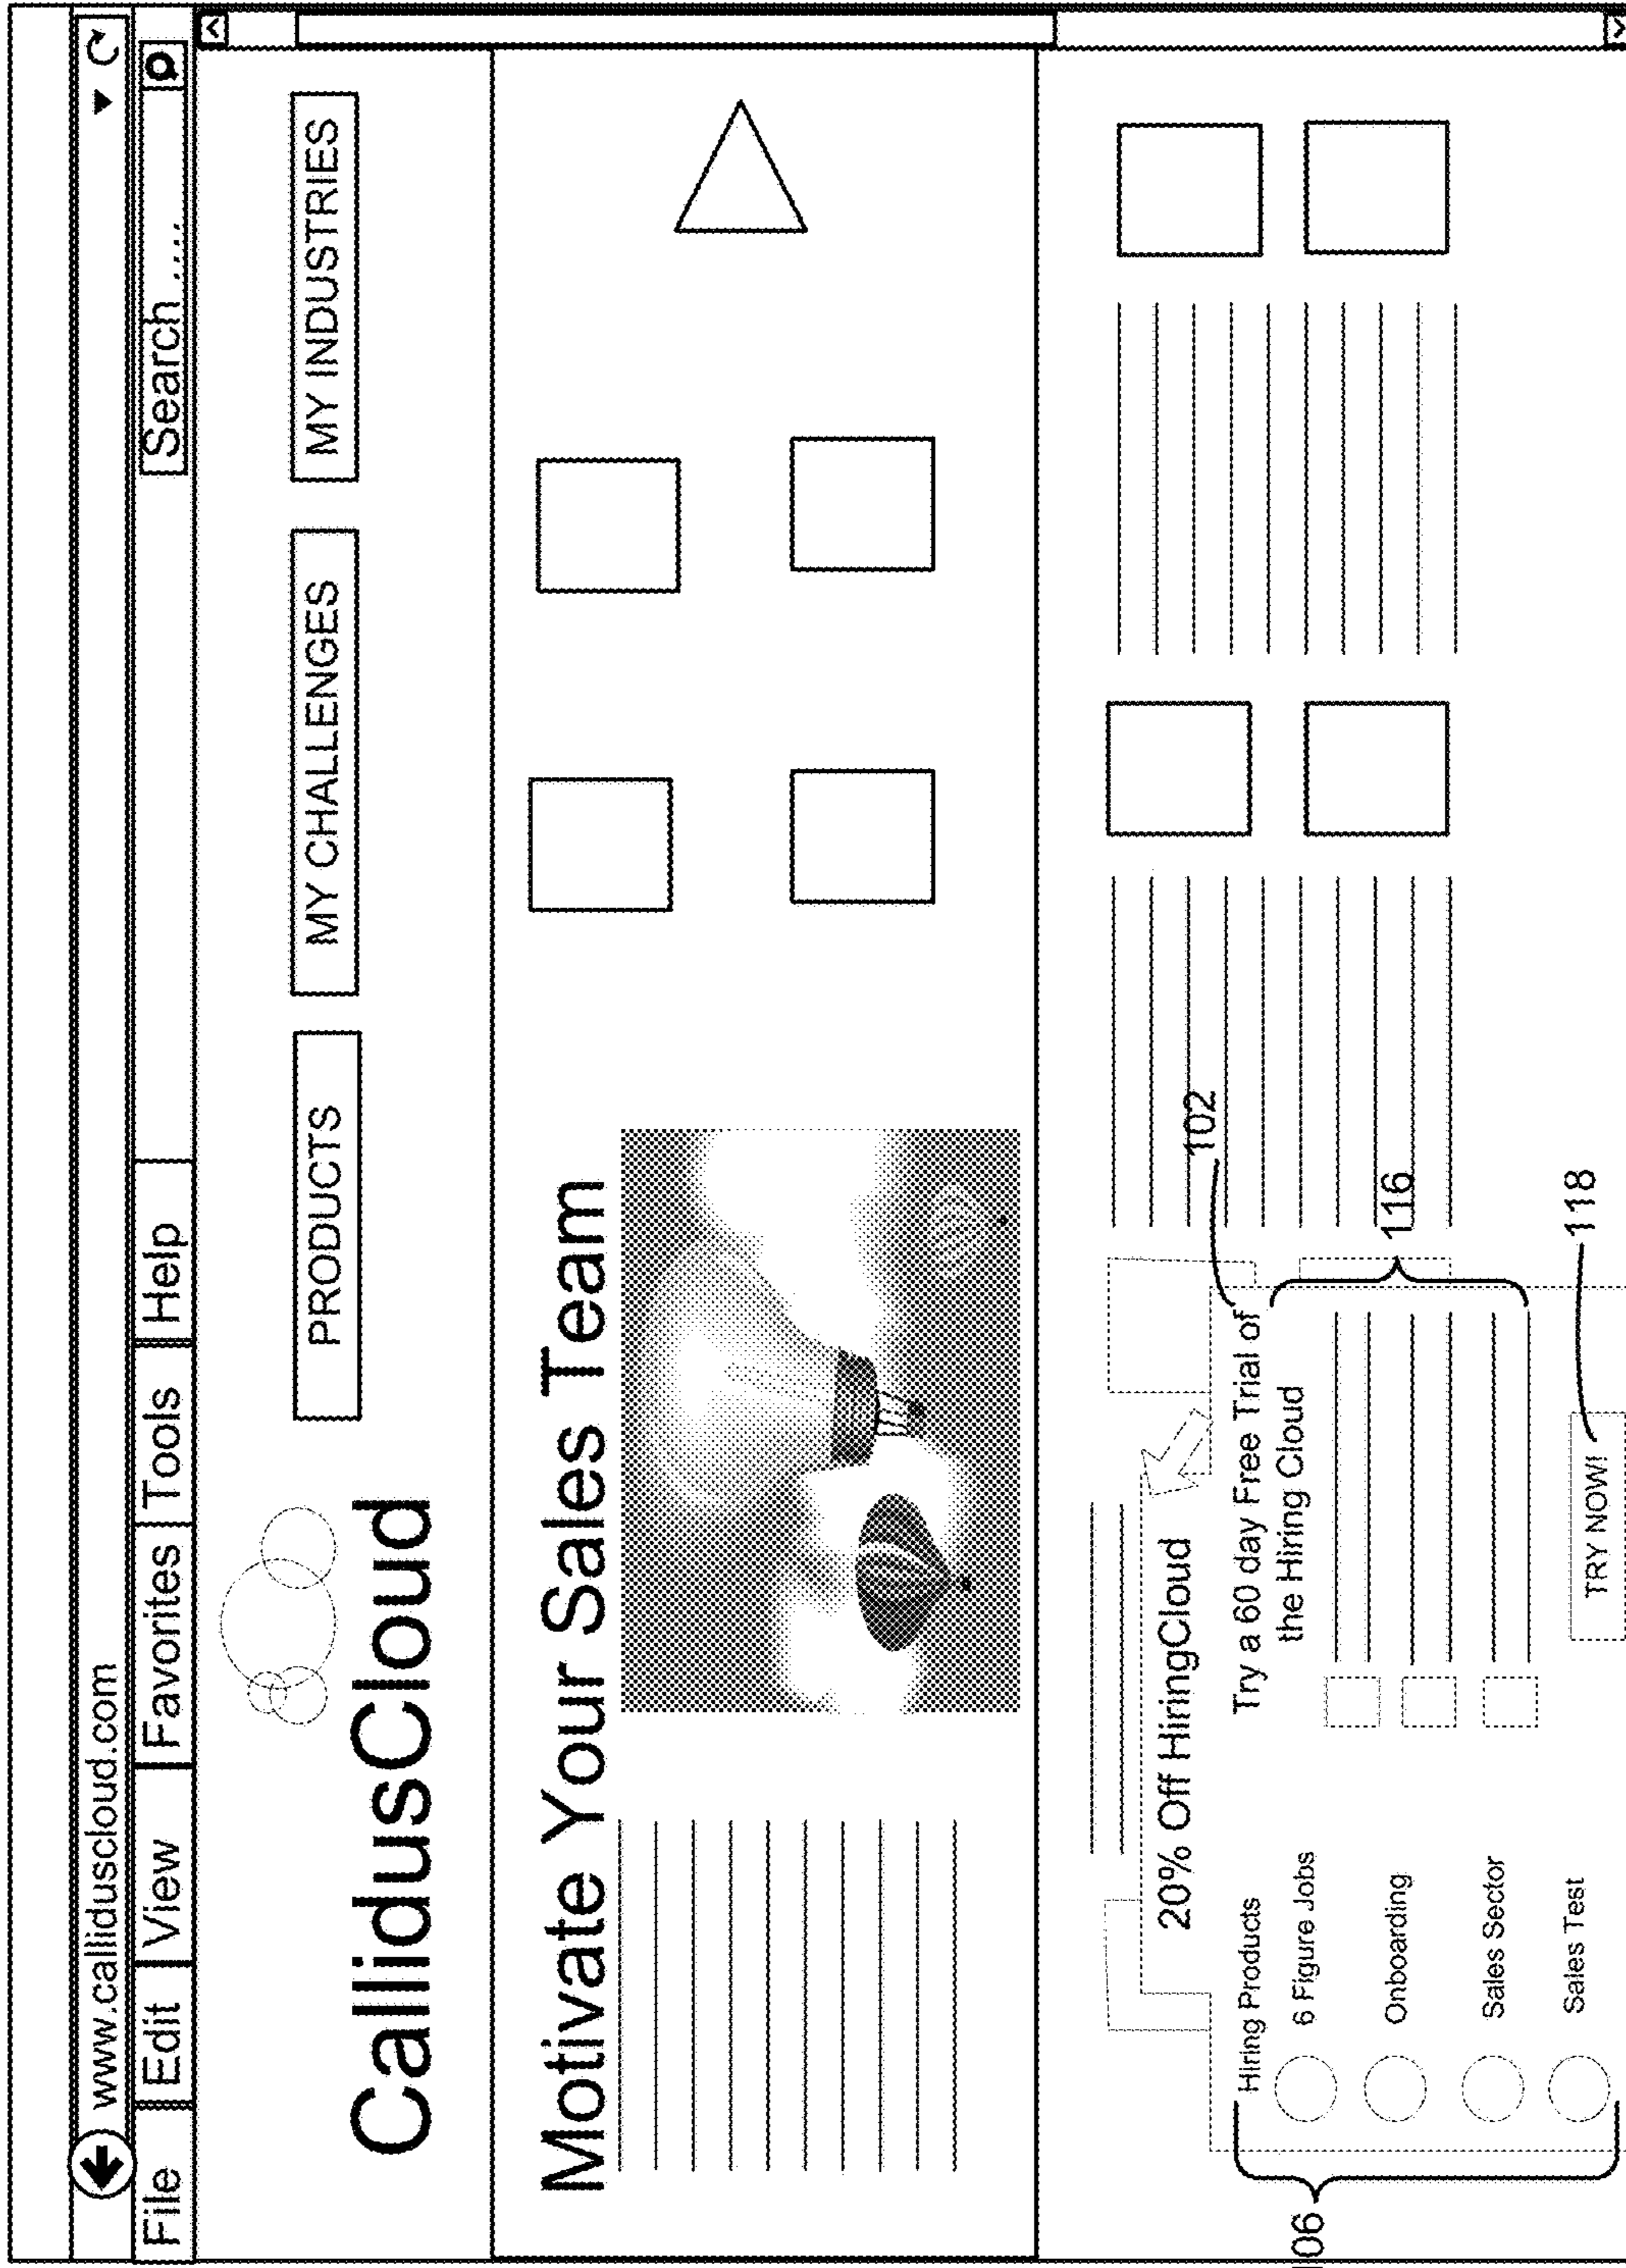 www.calliduscloud.com
File Edit View Favorites Tools Help Search .....
CallidusCloud PRODUCTS MY CHALLENGES MY INDUSTRIES
Motivate Your Sales Team
20% Off HiringCloud
102
Hiring Products
Try a 60 day Free Trial of
the Hiring Cloud
6 Figure Jobs
Onboarding
Sales Sector
Sales Test
116
TRY NOW!
118
06